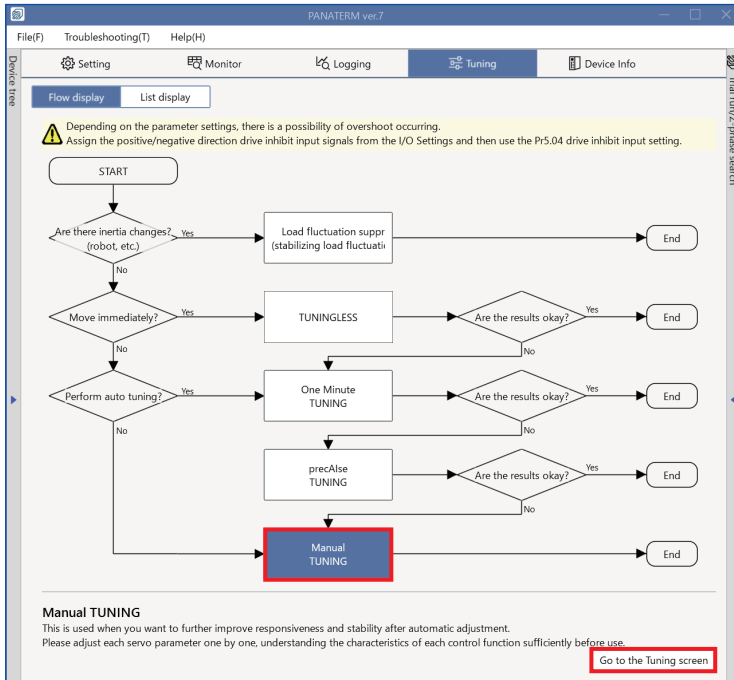 PANATERM ver.7
File(F) Troubleshooting(T) Help(H)
Setting Monitor Logging Tuning Device Info
Device tree
Flow display List display
Depending on the parameter settings, there is a possibility of overshoot occurring.
Assign the positive/negative direction drive inhibit input signals from the I/O Settings and then use the Pr5.04 drive inhibit input setting.
START
Are there inertia changes?
(robot, etc.)
Yes
Load fluctuation suppr
(stabilizing load fluctuatio
End
No
Move immediately?
Yes
TUNINGLESS
Are the results okay?
Yes
End
No
No
Perform auto tuning?
Yes
One Minute
TUNING
Are the results okay?
Yes
End
No
No
precAIse
TUNING
Are the results okay?
Yes
End
No
Manual
TUNING
End
Manual TUNING
This is used when you want to further improve responsiveness and stability after automatic adjustment.
Please adjust each servo parameter one by one, understanding the characteristics of each control function sufficiently before use.
Go to the Tuning screen
run/Z-phase search